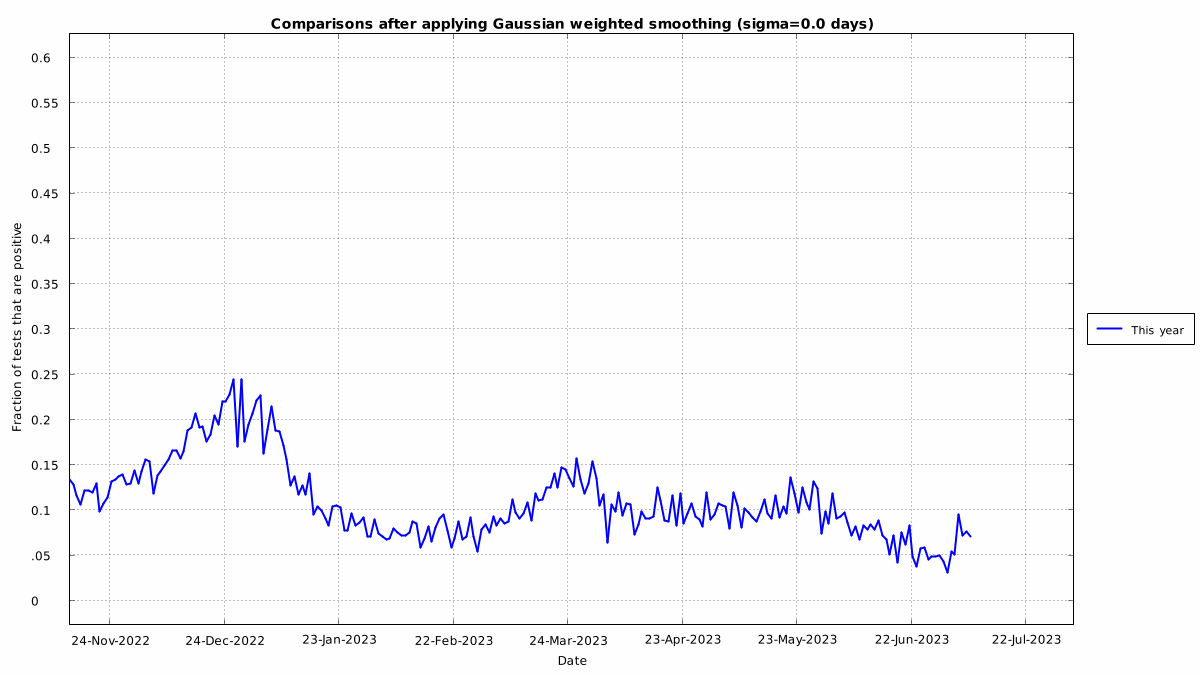 Comparisons after applying Gaussian weighted smoothing (sigma=0.0 days)
0.6
0.55
0.5
0.45
0.4
0.35
0.3
0.25
0.2
0.15
0.1
.05
0
Fraction of tests that are positive
This year
24-Nov-2022 24-Dec-2022 23-Jan-2023 22-Feb-2023 24-Mar-2023 23-Apr-2023 23-May-2023 22-Jun-2023 22-Jul-2023
Date